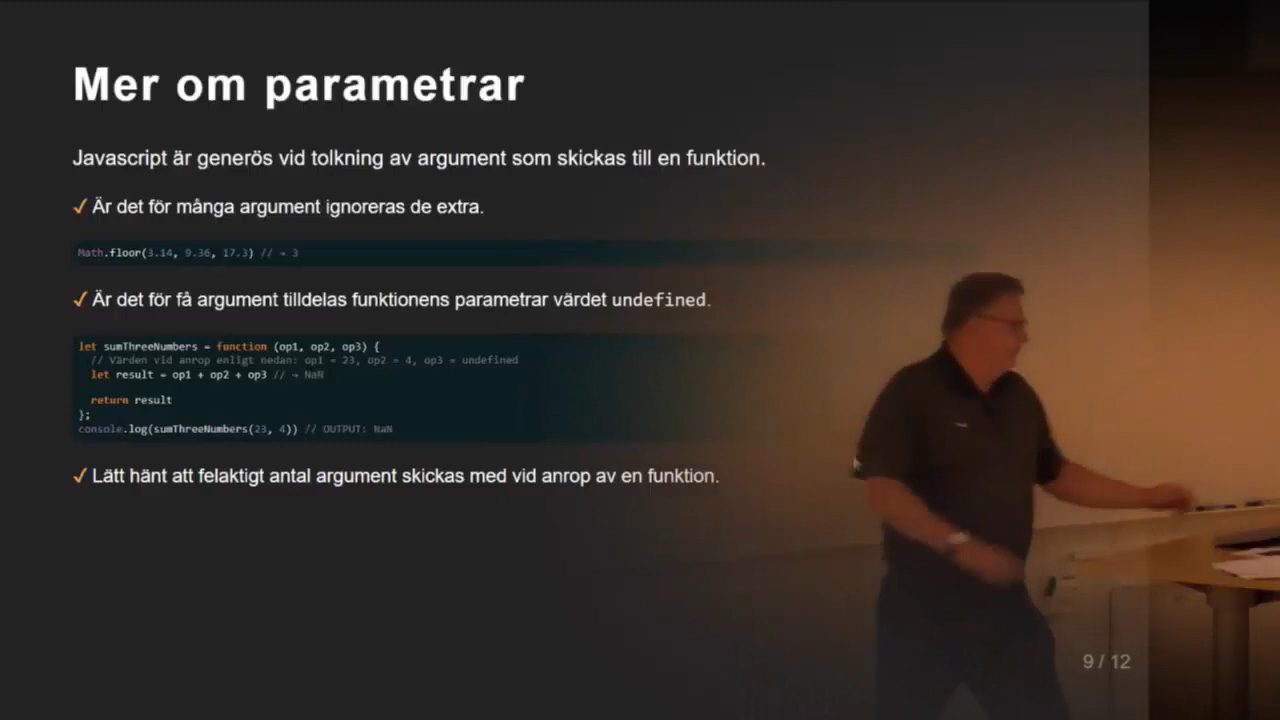 Mer om parametrar
Javascript är generös vid tolkning av argument som skickas till en funktion.
✓ Är det för många argument ignoreras de extra.
Math.floor(3.14, 9.36, 17.3) // → 3
✓ Är det för få argument tilldelas funktionens parametrar värdet undefined.
let sumThreeNumbers = function (op1, op2, op3) {
// Värden vid anrop enligt nedan: op1 = 23, op2 = 4, op3 = undefined
let result = op1 + op2 + op3 // → NaN
return result
};
console.log(sumThreeNumbers(23, 4)) // OUTPUT: NaN
✓ Lätt hänt att felaktigt antal argument skickas med vid anrop av en funktion.
9 / 12